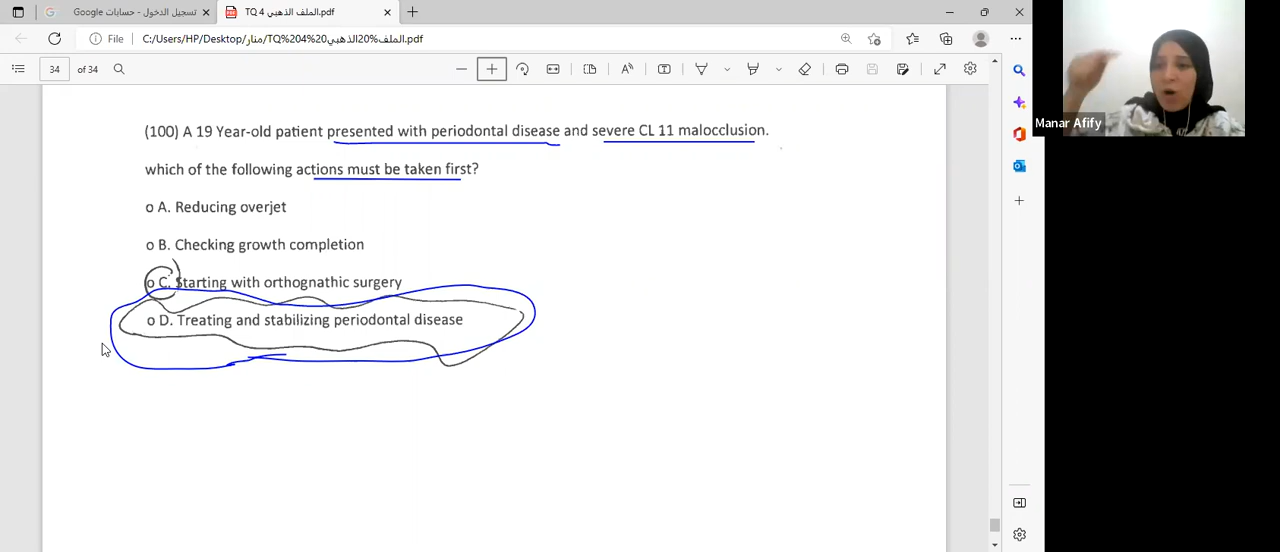 تسجيل الدخول - حسابات Google
TQ 4 الملف الذهبي.pdf
File
C:/Users/HP/Desktop/منار/TQ%204%20الملف%20الذهبي.pdf
34 of 34
Manar Afify
(100) A 19 Year-old patient presented with periodontal disease and severe CL 11 malocclusion.
which of the following actions must be taken first?
o A. Reducing overjet
o B. Checking growth completion
o C. Starting with orthognathic surgery
o D. Treating and stabilizing periodontal disease